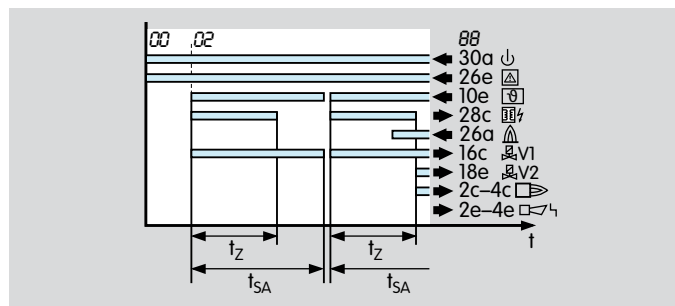 00 02 88
30a
26e
10e ϑ
28c
26a
16c V1
18e V2
2c–4c
2e–4e
t
tZ tZ
tSA tSA